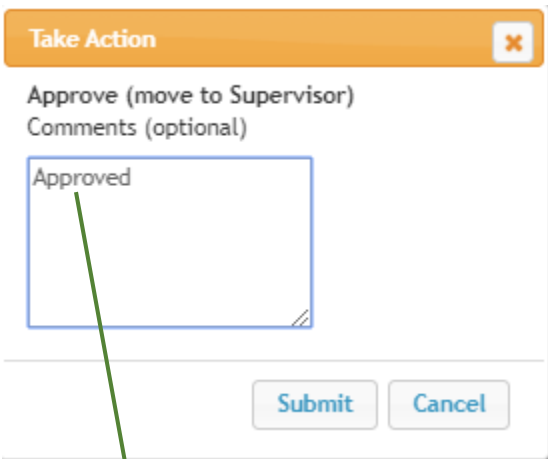 Take Action
Approve (move to Supervisor)
Comments (optional)
Approved
Submit Cancel